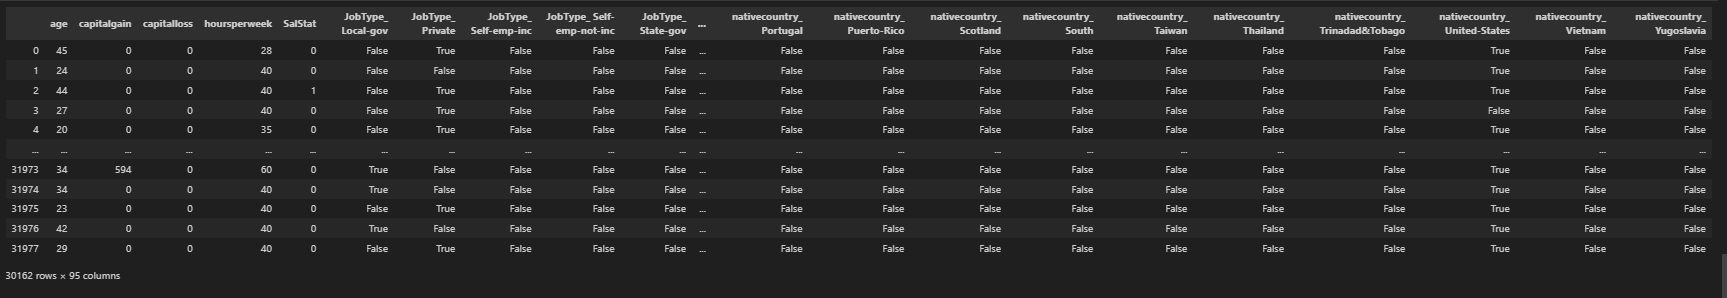 age capitalgain capitalloss hoursperweek SalStat JobType_ Local-gov JobType_ Private JobType_ Self-emp-inc JobType_ Self-emp-not-inc JobType_ State-gov ... nativecountry_ Portugal nativecountry_ Puerto-Rico nativecountry_ Scotland nativecountry_ South nativecountry_ Taiwan nativecountry_ Thailand nativecountry_ Trinadad&Tobago nativecountry_ United-States nativecountry_ Vietnam nativecountry_ Yugoslavia
0 45 0 0 28 0 False True False False False ... False False False False False False False True False False
1 24 0 0 40 0 False False False False False ... False False False False False False False True False False
2 44 0 0 40 1 False True False False False ... False False False False False False False True False False
3 27 0 0 40 0 False True False False False ... False False False False False False False False False False
4 20 0 0 35 0 False True False False False ... False False False False False False False True False False
... ... ... ... ... ... ... ... ... ... ... ... ... ... ... ... ... ... ... ... ... ...
31973 34 594 0 60 0 True False False False False ... False False False False False False False True False False
31974 34 0 0 40 0 True False False False False ... False False False False False False False True False False
31975 23 0 0 40 0 False True False False False ... False False False False False False False True False False
31976 42 0 0 40 0 True False False False False ... False False False False False False False True False False
31977 29 0 0 40 0 False True False False False ... False False False False False False False True False False
30162 rows × 95 columns